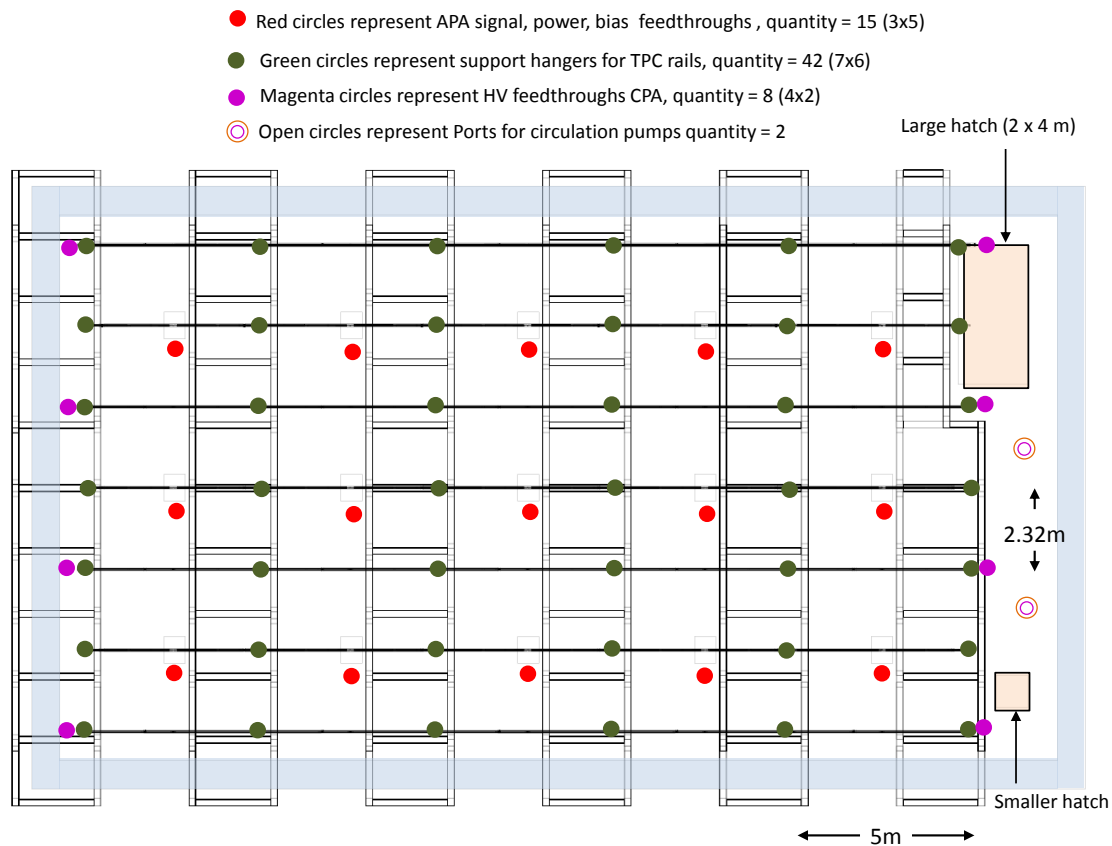 Red circles represent APA signal, power, bias feedthroughs , quantity = 15 (3x5)
Green circles represent support hangers for TPC rails, quantity = 42 (7x6)
Magenta circles represent HV feedthroughs CPA, quantity = 8 (4x2)
Open circles represent Ports for circulation pumps quantity = 2
Large hatch (2 x 4 m)
2.32m
Smaller hatch
5m